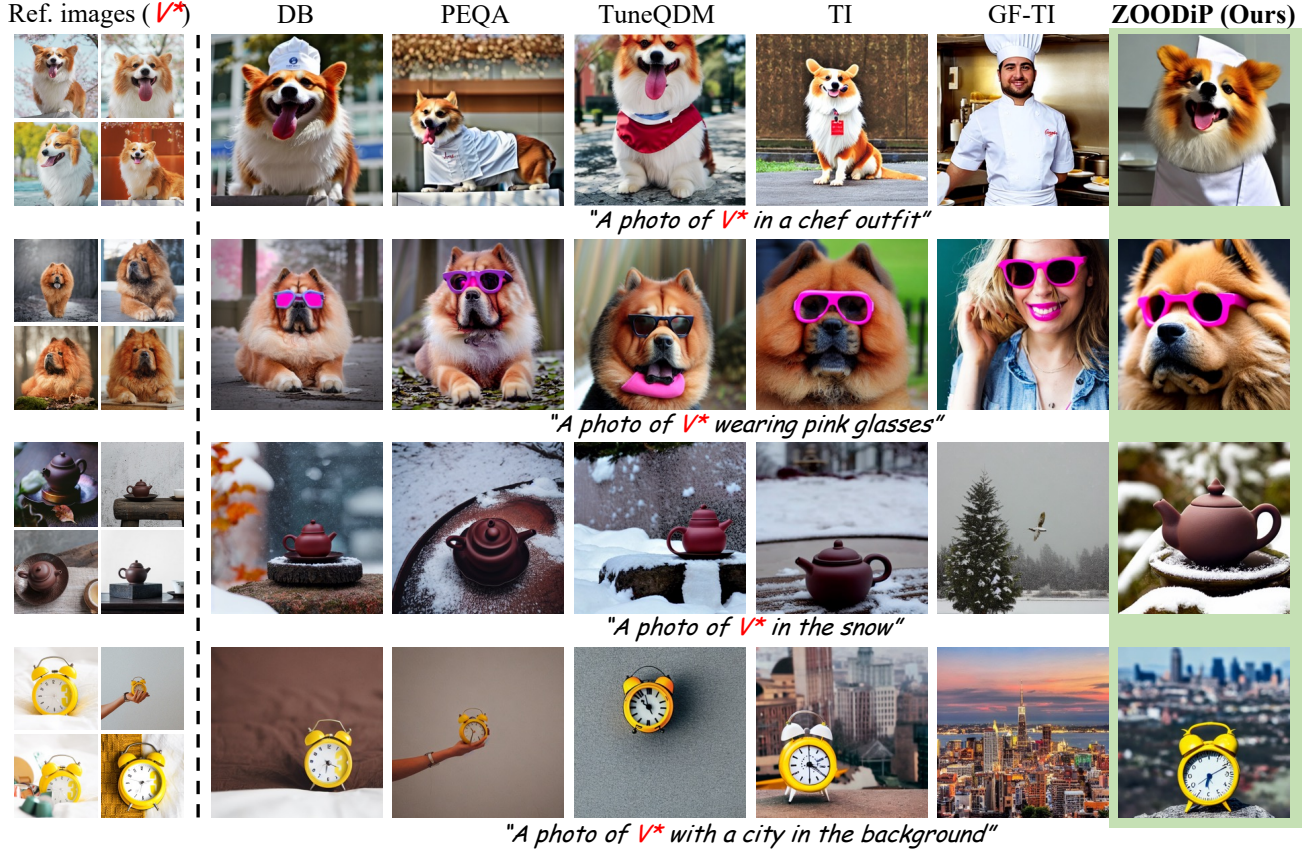 Ref. images (V*) DB PEQA TuneQDM TI GF-TI ZOODiP (Ours)
"A photo of V* in a chef outfit"
"A photo of V* wearing pink glasses"
"A photo of V* in the snow"
"A photo of V* with a city in the background"